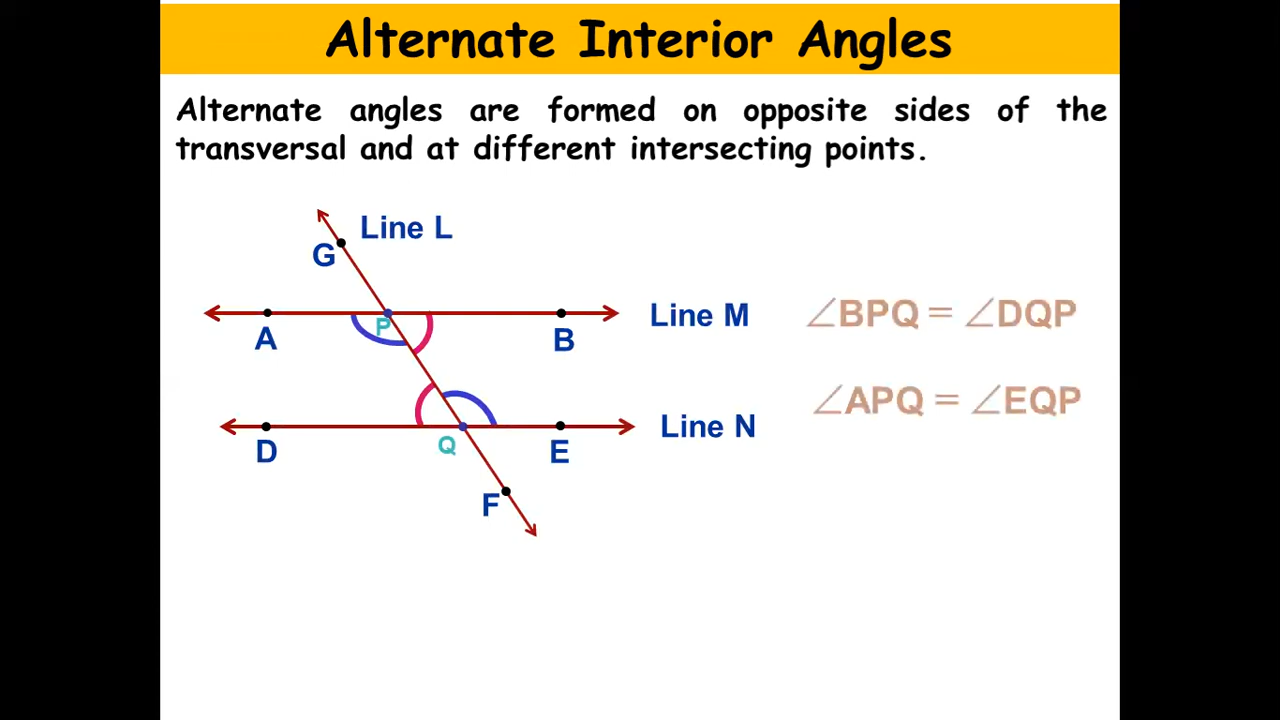 Alternate Interior Angles
Alternate angles are formed on opposite sides of the
transversal and at different intersecting points.
Line L
G
P
A
B
Line M
∠BPQ = ∠DQP
∠APQ = ∠EQP
D
Q
E
Line N
F